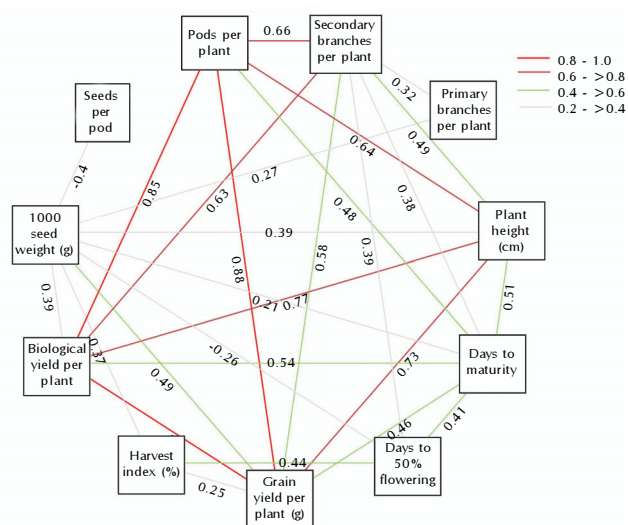 Pods per
plant
0.66
Secondary
branches
per plant
0.8 - 1.0
0.6 - >0.8
0.4 - >0.6
0.2 - >0.4
0.32
Seeds
per
pod
Primary
branches
per plant
0.49
0.64
-0.4
0.27
0.85
0.63
0.38
0.48
1000
seed
weight (g)
0.39
Plant
height
(cm)
0.58
0.39
0.88
0.39
0.27
0.77
0.51
Biological
yield per
plant
0.37
-0.26
0.54
0.73
Days to
maturity
0.49
0.46
0.41
Harvest
index (%)
0.44
Days to
50%
flowering
0.25
Grain
yield per
plant (g)